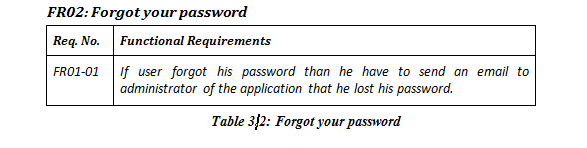 FR02: Forgot your password
Req. No. Functional Requirements
FR01-01 If user forgot his password than he have to send an email to
administrator of the application that he lost his password.
Table 3.2: Forgot your password